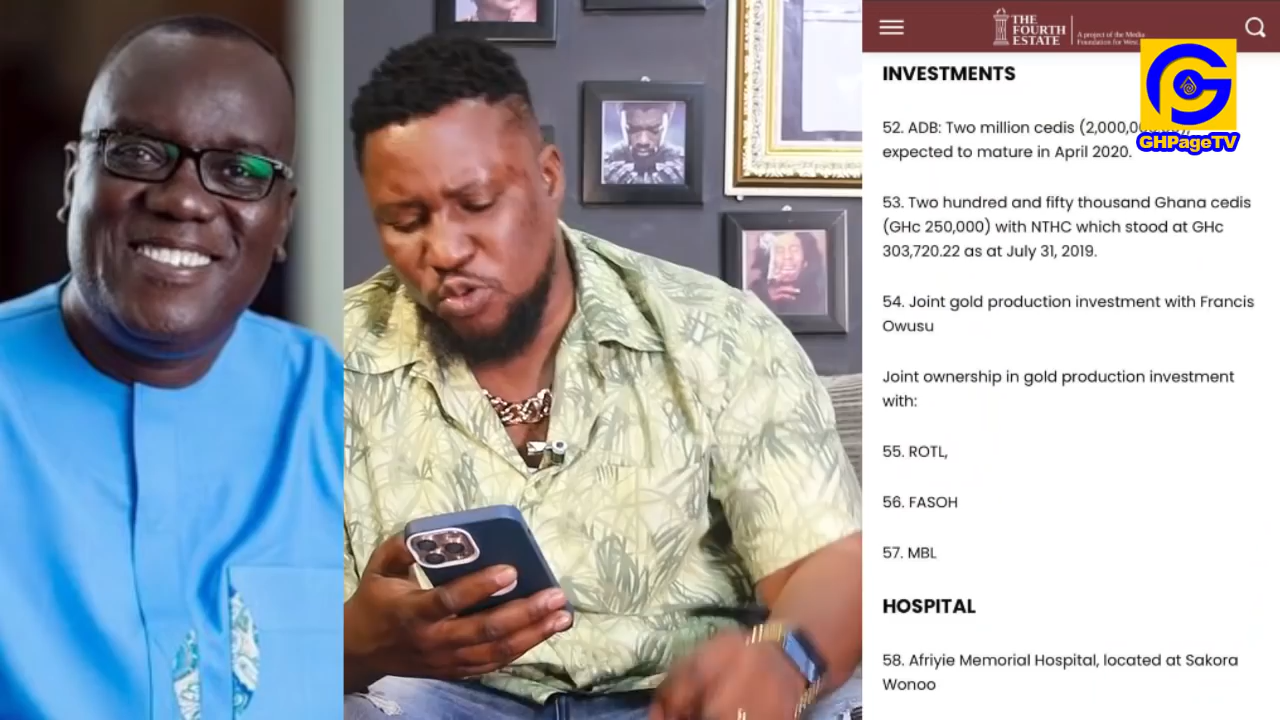 THE
FOURTH
ESTATE
A project of the Media
Foundation for West
GHPageTV
INVESTMENTS
52. ADB: Two million cedis
expected to mature in April 2020.
53. Two hundred and fifty thousand Ghana cedis
(GHc 250,000) with NTHC which stood at GHc
303,720.22 as at July 31, 2019.
54. Joint gold production investment with Francis
Owusu
Joint ownership in gold production investment
with:
55. ROTL,
56. FASOH
57. MBL
HOSPITAL
58. Afriyie Memorial Hospital, located at Sakora
Wonoo